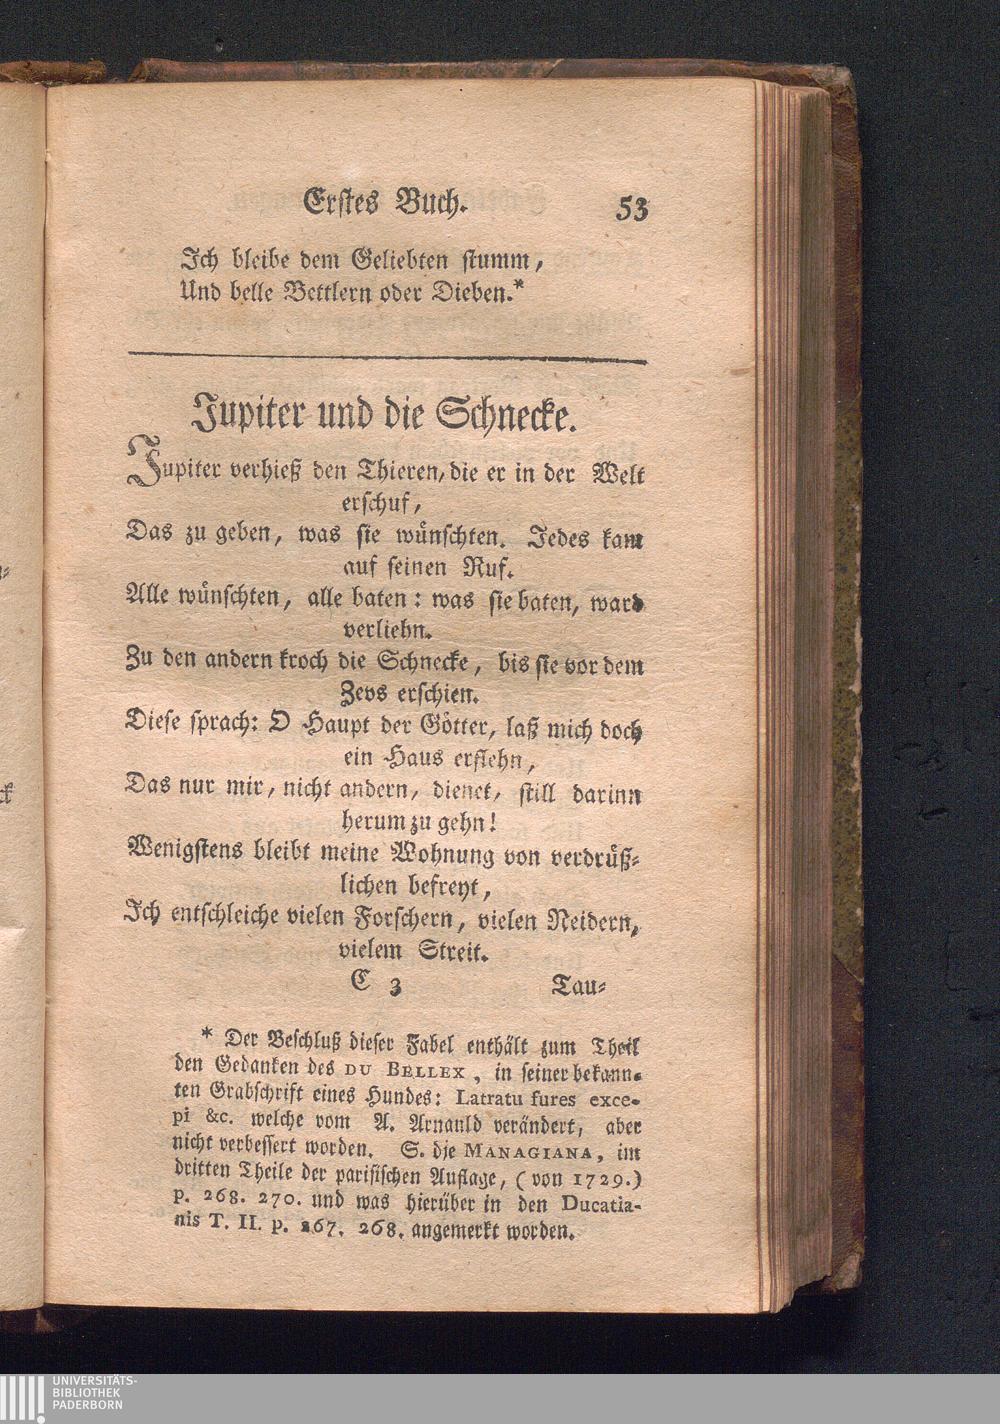 Erstes Buch. 53
Ich bleibe dem Geliebten stumm,
Und belle Bettlern oder Dieben.*
Jupiter und die Schnecke.
Jupiter verhieß den Thieren, die er in der Welt
erschuf,
Das zu geben, was sie wünschten. Jedes kam
auf seinen Ruf.
Alle wünschten, alle baten: was sie baten, ward
verliehn.
Zu den andern kroch die Schnecke, bis sie vor dem
Zevs erschien.
Diese sprach: O Haupt der Götter, laß mich doch
ein Haus erflehn,
Das nur mir, nicht andern, dienet, still darinn
herum zu gehn!
Wenigstens bleibt meine Wohnung von verdrüß-
lichen befreyt,
Ich entschleiche vielen Forschern, vielen Neidern,
vielem Streit.
C 3 Tau-
* Der Beschluß dieser Fabel enthält zum Theil
den Gedanken des DU BELLEX, in seiner bekann-
ten Grabschrift eines Hundes: Latratu fures exce-
pi &c. welche vom A. Arnauld verändert, aber
nicht verbessert worden. S. die MANAGIANA, im
dritten Theile der parisischen Auflage, (von 1729.)
p. 268. 270. und was hierüber in den Ducatia-
nis T. II. p. 267. 268. angemerkt worden.
UNIVERSITÄTS-
BIBLIOTHEK
PADERBORN